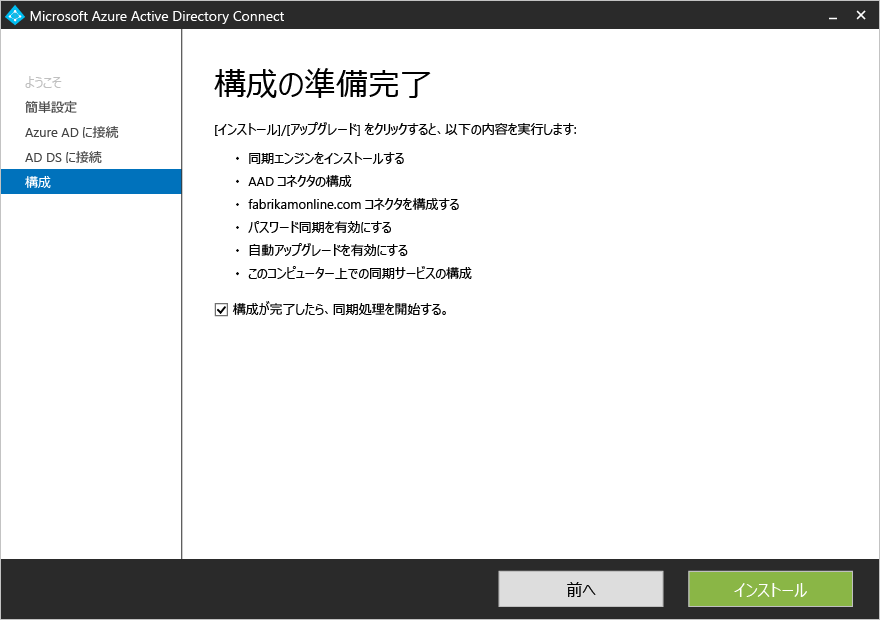 Microsoft Azure Active Directory Connect
ようこそ
簡単設定
Azure AD に接続
AD DS に接続
構成
構成の準備完了
[インストール]/[アップグレード] をクリックすると、以下の内容を実行します:
・ 同期エンジンをインストールする
・ AAD コネクタの構成
・ fabrikamonline.com コネクタを構成する
・ パスワード同期を有効にする
・ 自動アップグレードを有効にする
・ このコンピューター上での同期サービスの構成
構成が完了したら、同期処理を開始する。
前へ
インストール